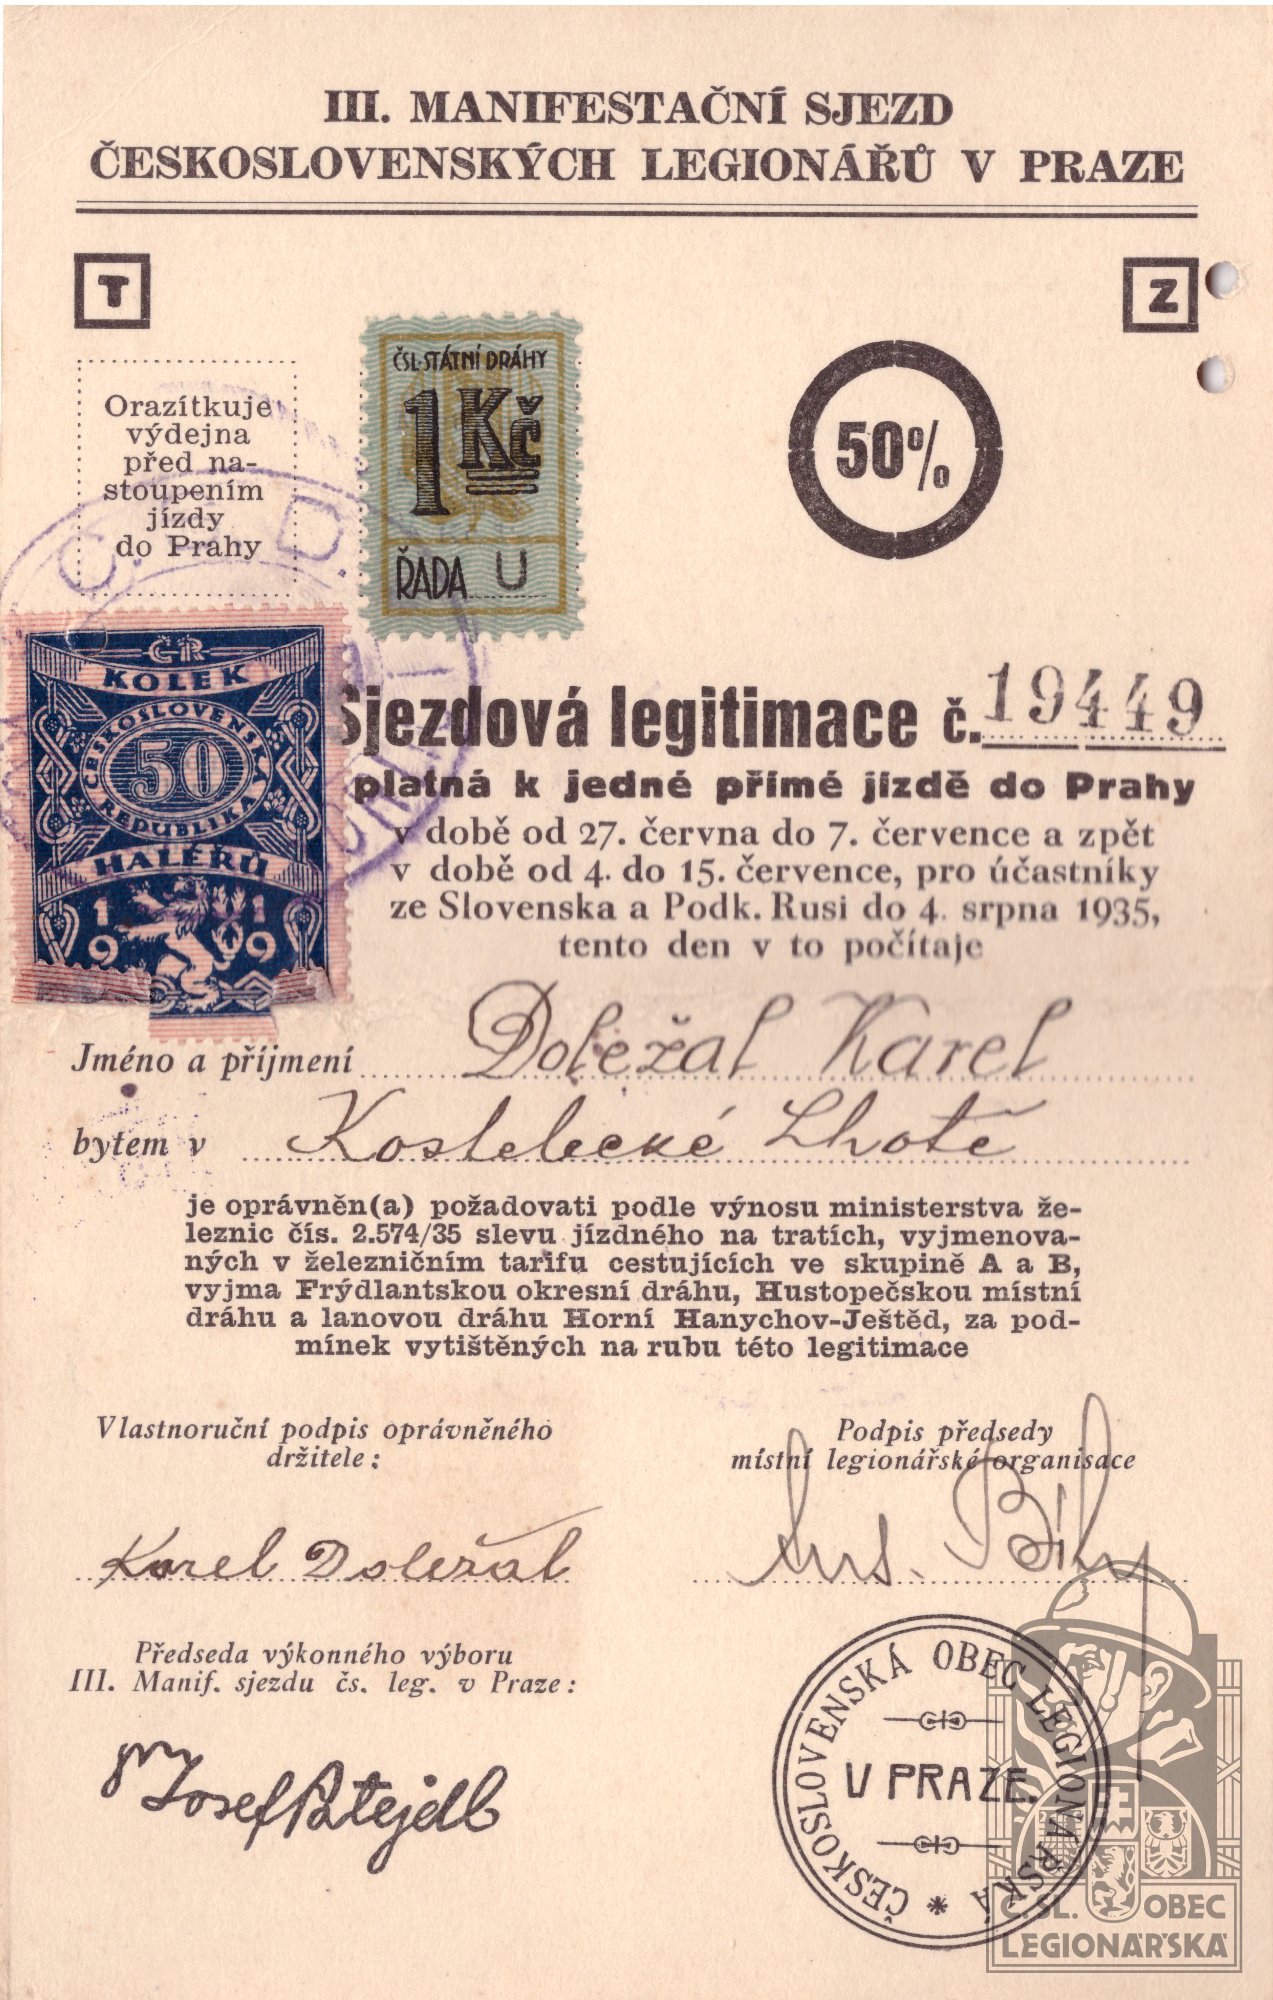 III. MANIFESTAČNÍ SJEZD
ČESKOSLOVENSKÝCH LEGIONÁŘŮ V PRAZE
T
Z
Orazítkuje
výdejna
před na-
stoupením
jízdy
do Prahy
ČSL. STÁTNÍ DRÁHY
1 Kč
ŘADA U
50%
Č. D.
ČR
KOLEK
ČESKOSLOVENSKÁ
50
REPUBLIKA
HALÉŘŮ
1919
Sjezdová legitimace č. 19449
platná k jedné přímé jízdě do Prahy
v době od 27. června do 7. července a zpět
v době od 4. do 15. července, pro účastníky
ze Slovenska a Podk. Rusi do 4. srpna 1935,
tento den v to počítaje
Jméno a příjmení Doležal Karel
bytem v Kostelecké Lhotě
je oprávněn(a) požadovati podle výnosu ministerstva že-
leznic čís. 2.574/35 slevu jízdného na tratích, vyjmenova-
ných v železničním tarifu cestujících ve skupině A a B,
vyjma Frýdlantskou okresní dráhu, Hustopečskou místní
dráhu a lanovou dráhu Horní Hanychov-Ještěd, za pod-
mínek vytištěných na rubu této legitimace
Vlastnoruční podpis oprávněného
držitele:
Podpis předsedy
místní legionářské organisace
Karel Doležal
Bílý
Předseda výkonného výboru
III. Manif. sjezdu čs. leg. v Praze:
Josef Patejdl
ČESKOSLOVENSKÁ OBEC LEGIONÁŘSKÁ
V PRAZE.
Č. SL. OBEC
LEGIONÁŘSKÁ